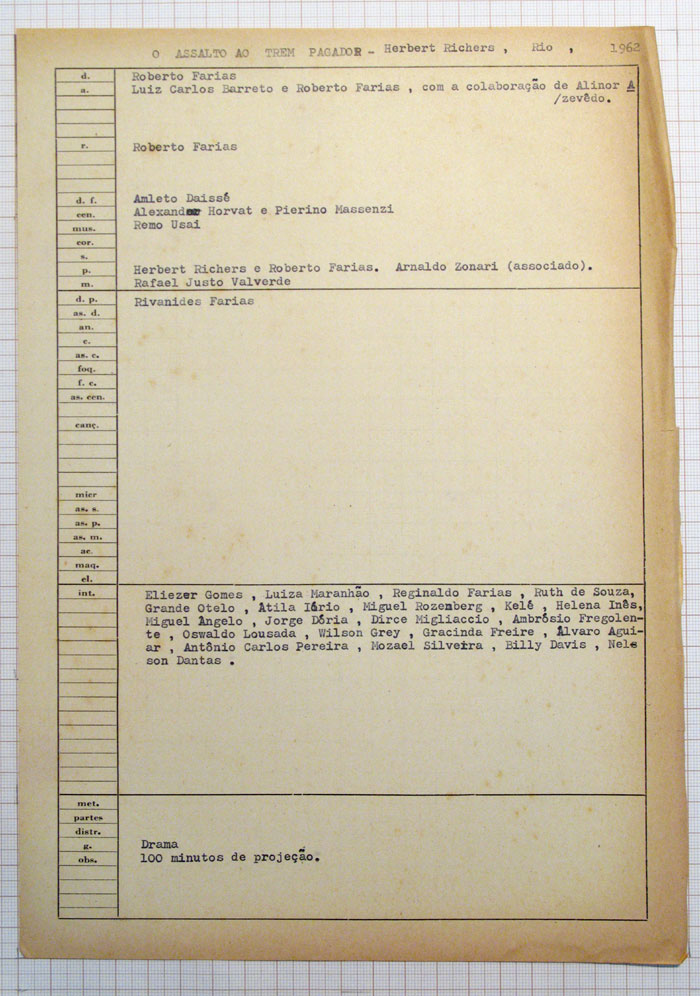 O ASSALTO AO TREM PAGADOR - Herbert Richers , Rio , 1962
d. Roberto Farias
a. Luiz Carlos Barreto e Roberto Farias , com a colaboração de Alinor A
/zevêdo.
r. Roberto Farias
d. f. Amleto Daissé
cen. Alexander Horvat e Pierino Massenzi
mus. Remo Usai
cor.
s.
p. Herbert Richers e Roberto Farias. Arnaldo Zonari (associado).
m. Rafael Justo Valverde
d. p. Rivanides Farias
as. d.
an.
c.
as. c.
foq.
f. c.
as. cen.
canç.
micr
as. s.
as. p.
as. m.
ac.
maq.
el.
int. Eliezer Gomes , Luiza Maranhão , Reginaldo Farias , Ruth de Souza,
Grande Otelo , Átila Iório , Miguel Rozemberg , Kelé , Helena Inês,
Miguel Ângelo , Jorge Dória , Dirce Migliaccio , Ambrósio Fregolen-
te , Oswaldo Lousada , Wilson Grey , Gracinda Freire , Álvaro Agui-
ar , Antônio Carlos Pereira , Mozael Silveira , Billy Davis , Nels
son Dantas .
met.
partes
distr.
g. Drama
obs. 100 minutos de projeção.